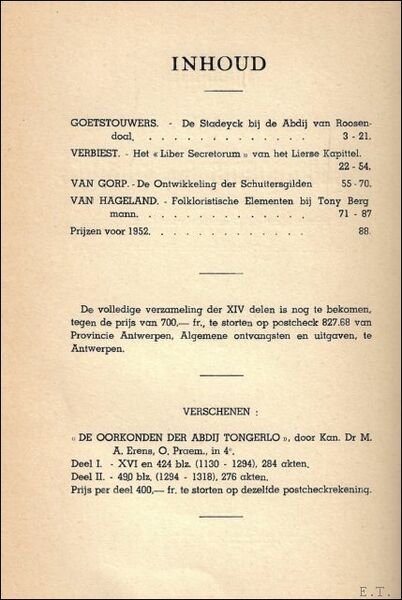 INHOUD
GOETSTOUWERS. - De Stadeyck bij de Abdij van Roosen-
daal. . . . . . . . . . . . . 3 - 21.
VERBIEST. - Het « Liber Secretorum » van het Lierse Kapittel.
22 - 54.
VAN GORP. - De Ontwikkeling der Schuttersgilden 55 - 70.
VAN HAGELAND. - Folkloristische Elementen bij Tony Berg
mann. . . . . . . . . . . . . 71 - 87
Prijzen voor 1952. . . . . . . . . . . . 88.
De volledige verzameling der XIV delen is nog te bekomen,
tegen de prijs van 700,— fr., te storten op postcheck 827.68 van
Provincie Antwerpen, Algemene ontvangsten en uitgaven, te
Antwerpen.
VERSCHENEN :
« DE OORKONDEN DER ABDIJ TONGERLO », door Kan. Dr M.
A. Erens, O. Praem., in 4°.
Deel I. - XVI en 424 blz. (1130 - 1294), 284 akten.
Deel II. - 490 blz. (1294 - 1318), 276 akten.
Prijs per deel 400,— fr. te storten op dezelfde postcheckrekening.
E.T.